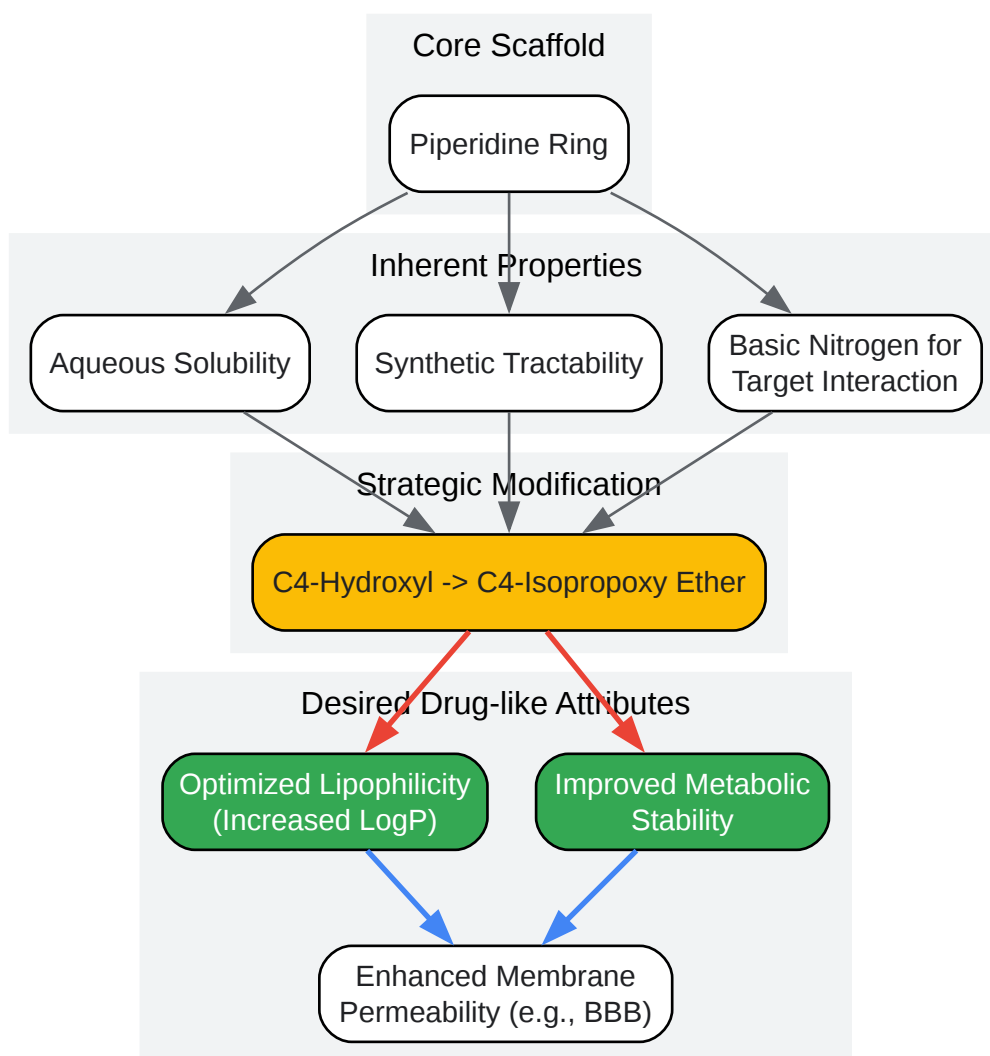 Core Scaffold
Piperidine Ring
Inherent Properties
Aqueous Solubility
Synthetic Tractability
Basic Nitrogen for
Target Interaction
Strategic Modification
C4-Hydroxyl -> C4-Isopropoxy Ether
Desired Drug-like Attributes
Optimized Lipophilicity
(Increased LogP)
Improved Metabolic
Stability
Enhanced Membrane
Permeability (e.g., BBB)